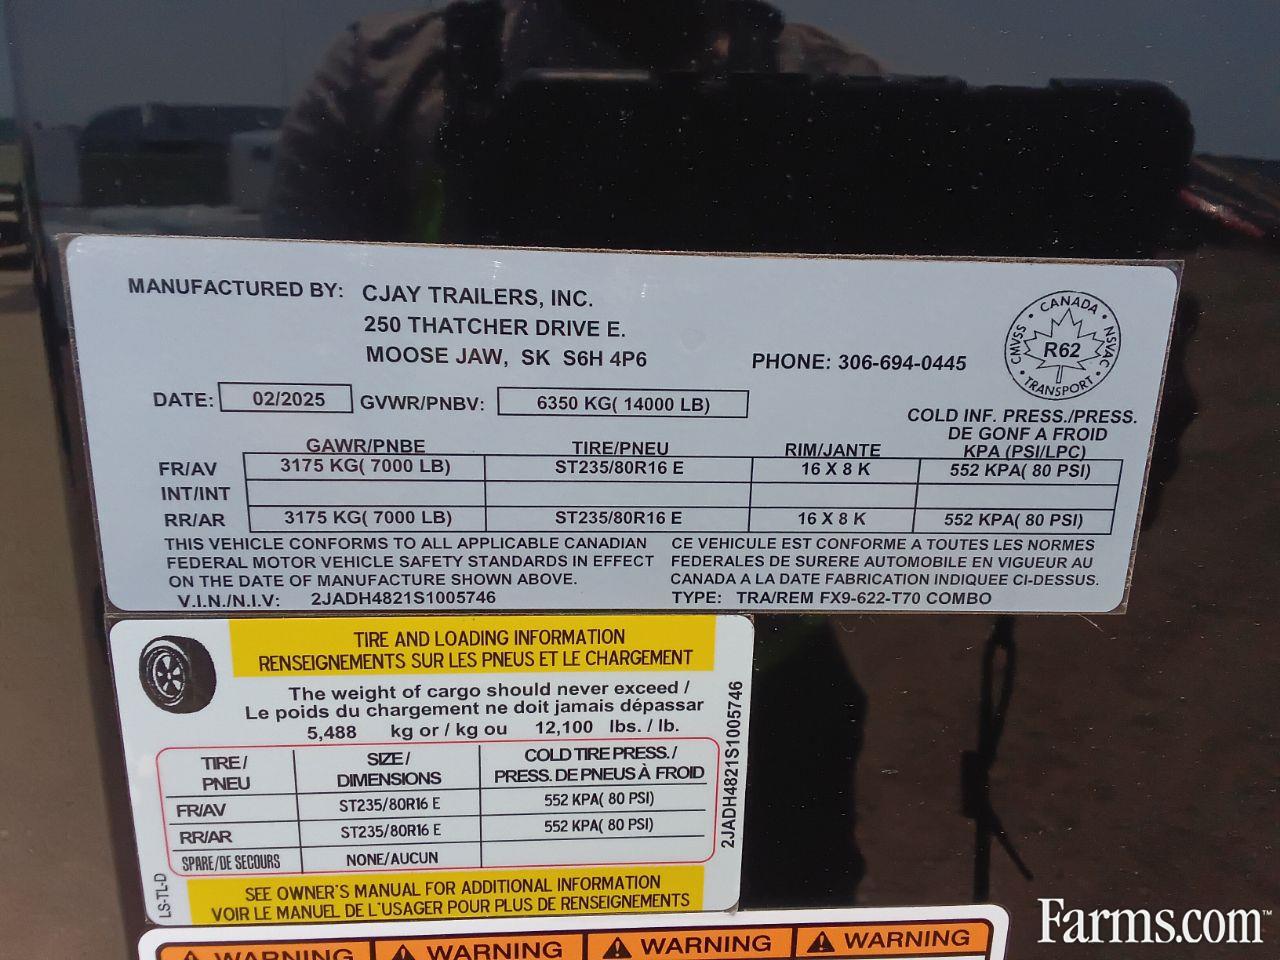 MANUFACTURED BY: CJAY TRAILERS, INC.
250 THATCHER DRIVE E.
MOOSE JAW, SK S6H 4P6
PHONE: 306-694-0445
CANADA
CMVSS R62 NSVAC
TRANSPORT
DATE: 02/2025 GVWR/PNBV: 6350 KG( 14000 LB)
COLD INF. PRESS./PRESS.
DE GONF A FROID
GAWR/PNBE TIRE/PNEU RIM/JANTE KPA (PSI/LPC)
FR/AV 3175 KG( 7000 LB) ST235/80R16 E 16 X 8 K 552 KPA( 80 PSI)
INT/INT
RR/AR 3175 KG( 7000 LB) ST235/80R16 E 16 X 8 K 552 KPA( 80 PSI)
THIS VEHICLE CONFORMS TO ALL APPLICABLE CANADIAN
FEDERAL MOTOR VEHICLE SAFETY STANDARDS IN EFFECT
ON THE DATE OF MANUFACTURE SHOWN ABOVE.
CE VEHICULE EST CONFORME A TOUTES LES NORMES
FEDERALES DE SURERE AUTOMOBILE EN VIGUEUR AU
CANADA A LA DATE FABRICATION INDIQUEE CI-DESSUS.
V.I.N./N.I.V: 2JADH4821S1005746 TYPE: TRA/REM FX9-622-T70 COMBO
TIRE AND LOADING INFORMATION
RENSEIGNEMENTS SUR LES PNEUS ET LE CHARGEMENT
The weight of cargo should never exceed /
Le poids du chargement ne doit jamais dépassar
5,488 kg or / kg ou 12,100 lbs. / lb.
TIRE / PNEU SIZE / DIMENSIONS COLD TIRE PRESS. / PRESS. DE PNEUS À FROID
FR/AV ST235/80R16 E 552 KPA( 80 PSI)
RR/AR ST235/80R16 E 552 KPA( 80 PSI)
SPARE/DE SECOURS NONE/AUCUN
SEE OWNER'S MANUAL FOR ADDITIONAL INFORMATION
VOIR LE MANUEL DE L'USAGER POUR PLUS DE RENSEIGNEMENTS
LS-TL-D
2JADH4821S1005746
WARNING WARNING WARNING WARNING
Farms.com™